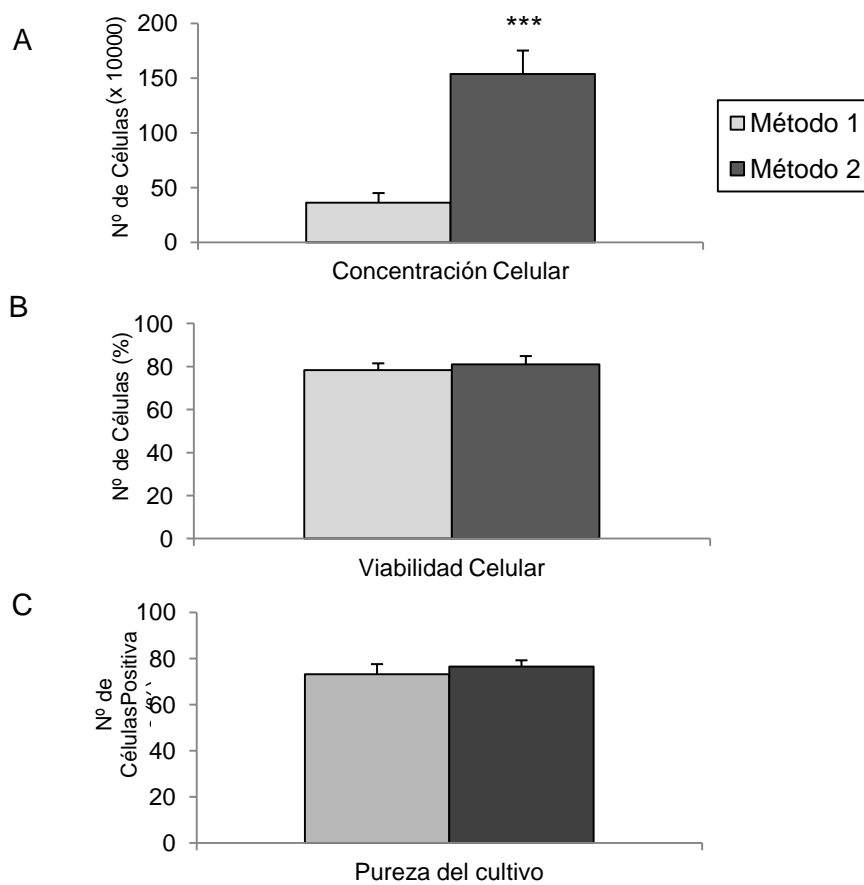 A
Nº de Células (x 10000)
200
150
100
50
0
***
Concentración Celular
Método 1
Método 2
B
Nº de Células (%)
100
80
60
40
20
0
Viabilidad Celular
C
Nº de
CélulasPositiva
100
80
60
40
20
0
Pureza del cultivo